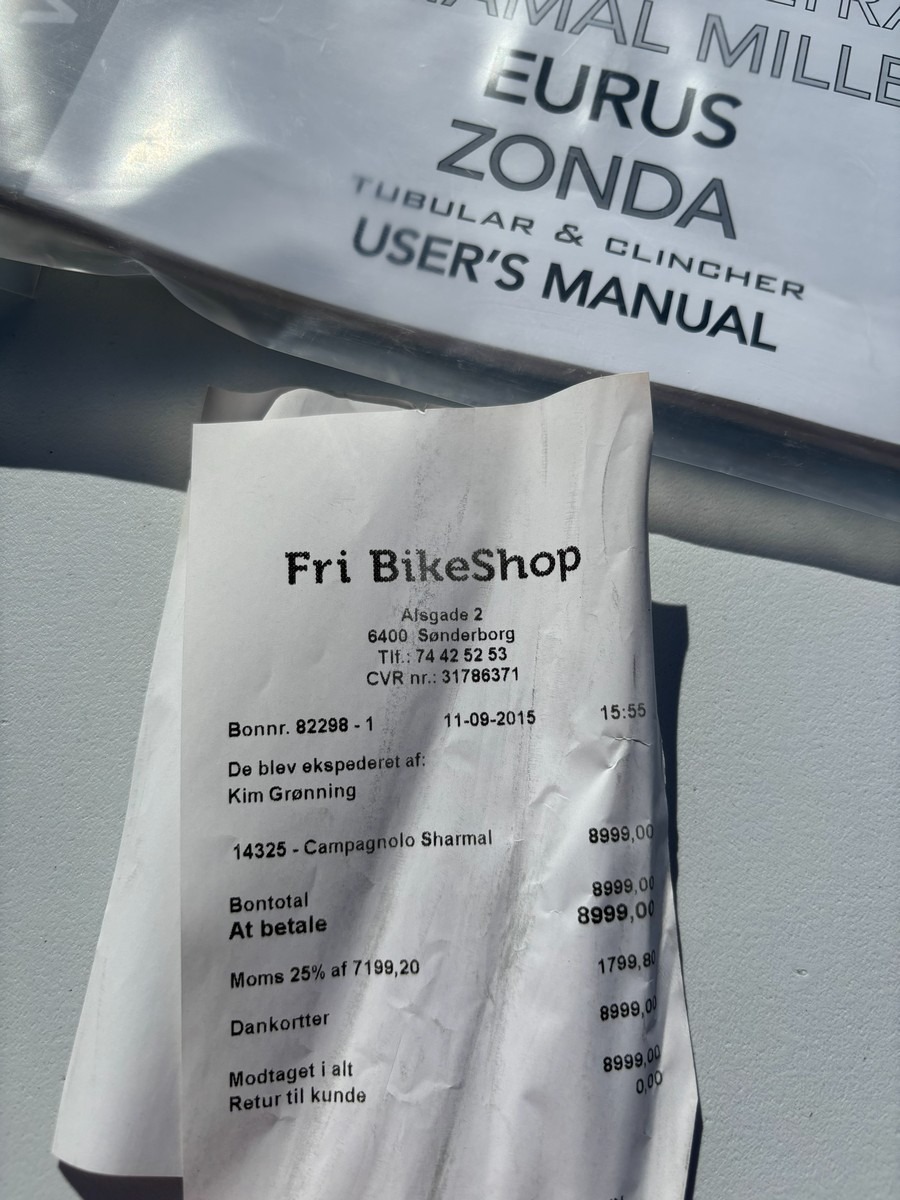 AMAL MILLE
EURUS
ZONDA
TUBULAR & CLINCHER
USER'S MANUAL
Fri BikeShop
Alsgade 2
6400 Sønderborg
Tlf.: 74 42 52 53
CVR nr.: 31786371
Bonnr. 82298 - 1 11-09-2015 15:55
De blev ekspederet af:
Kim Grønning
14325 - Campagnolo Sharmal 8999,00
Bontotal 8999,00
At betale 8999,00
Moms 25% af 7199,20 1799,80
Dankortter 8999,00
Modtaget i alt 8999,00
Retur til kunde 0,00